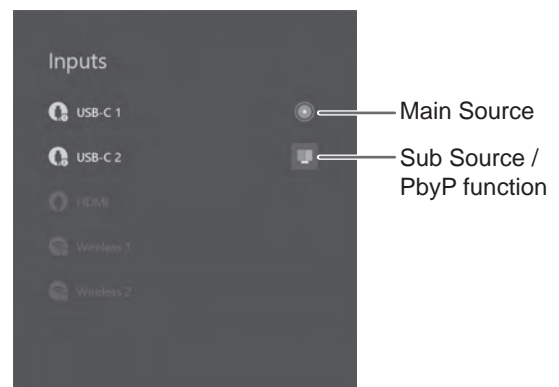 Inputs
USB-C 1
Main Source
USB-C 2
Sub Source /
PbyP function
HDMI
Wireless 1
Wireless 2